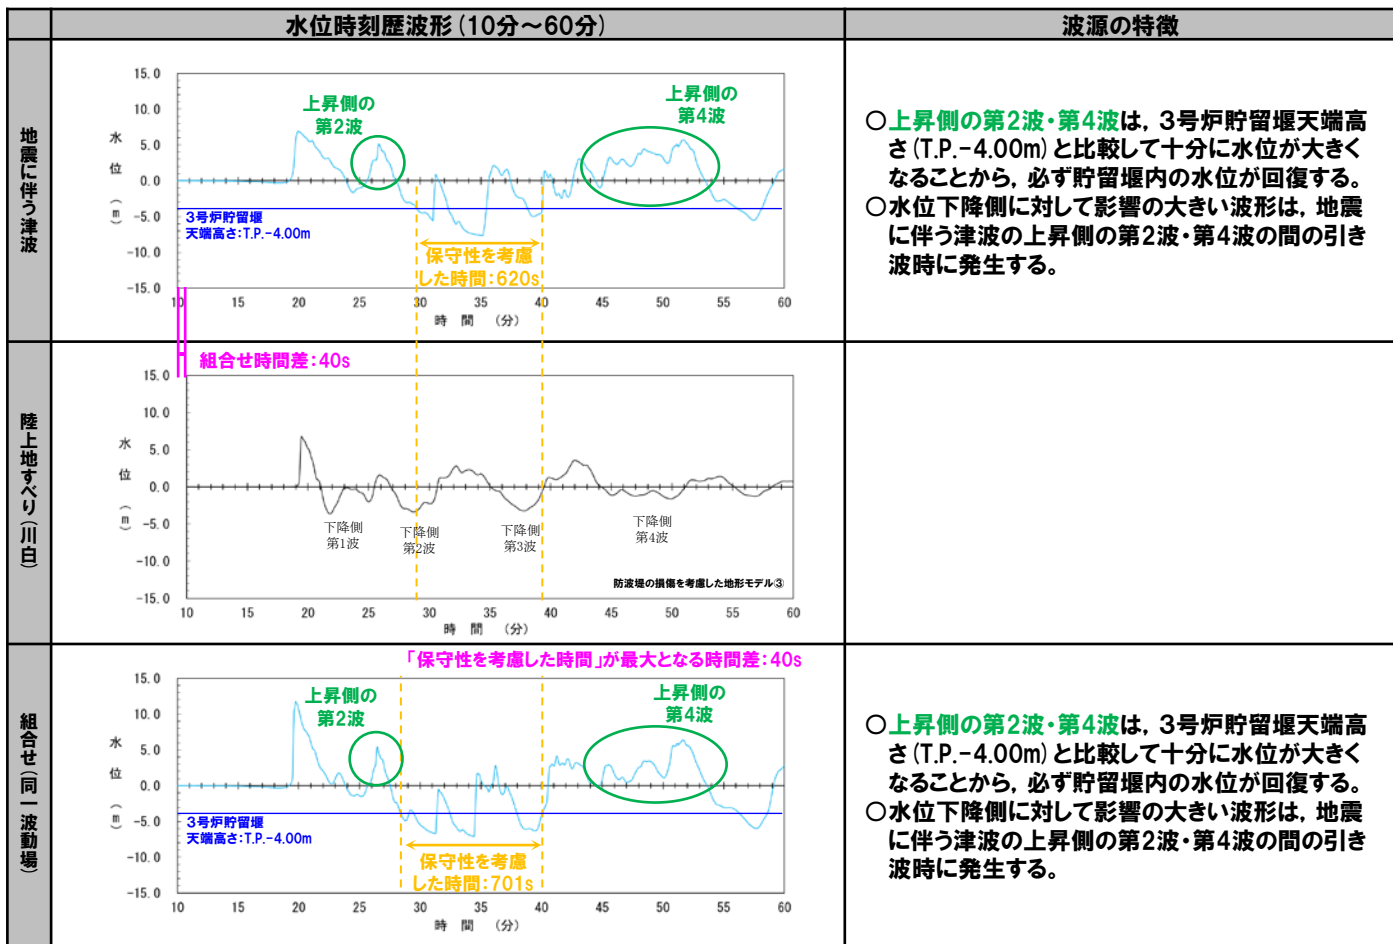 水位時刻歴波形(10分～60分)
波源の特徴
地震に伴う津波
15.0
10.0
5.0
0.0
-5.0
-10.0
-15.0
水位(m)
上昇側の
第2波
上昇側の
第4波
3号炉貯留堰
天端高さ:T.P.-4.00m
保守性を考慮
した時間:620s
10 15 20 25 30 35 40 45 50 55 60
時 間 (分)
○上昇側の第2波・第4波は，3号炉貯留堰天端高
さ(T.P.-4.00m)と比較して十分に水位が大きく
なることから，必ず貯留堰内の水位が回復する。
○水位下降側に対して影響の大きい波形は，地震
に伴う津波の上昇側の第2波・第4波の間の引き
波時に発生する。
陸上地すべり(川白)
組合せ時間差:40s
15.0
10.0
5.0
0.0
-5.0
-10.0
-15.0
水位(m)
下降側
第1波
下降側
第2波
下降側
第3波
下降側
第4波
防波堤の損傷を考慮した地形モデル③
10 15 20 25 30 35 40 45 50 55 60
時 間 (分)
組合せ(同一波動場)
「保守性を考慮した時間」が最大となる時間差:40s
15.0
10.0
5.0
0.0
-5.0
-10.0
-15.0
水位(m)
上昇側の
第2波
上昇側の
第4波
3号炉貯留堰
天端高さ:T.P.-4.00m
保守性を考慮
した時間:701s
10 15 20 25 30 35 40 45 50 55 60
時 間 (分)
○上昇側の第2波・第4波は，3号炉貯留堰天端高
さ(T.P.-4.00m)と比較して十分に水位が大きく
なることから，必ず貯留堰内の水位が回復する。
○水位下降側に対して影響の大きい波形は，地震
に伴う津波の上昇側の第2波・第4波の間の引き
波時に発生する。